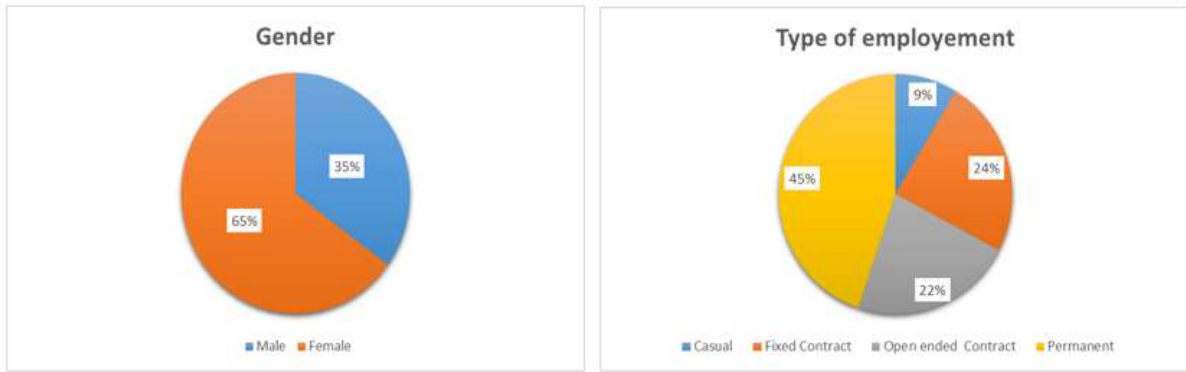 Gender
35%
65%
Male Female
Type of employement
9%
24%
45%
22%
Casual Fixed Contract Open ended Contract Permanent